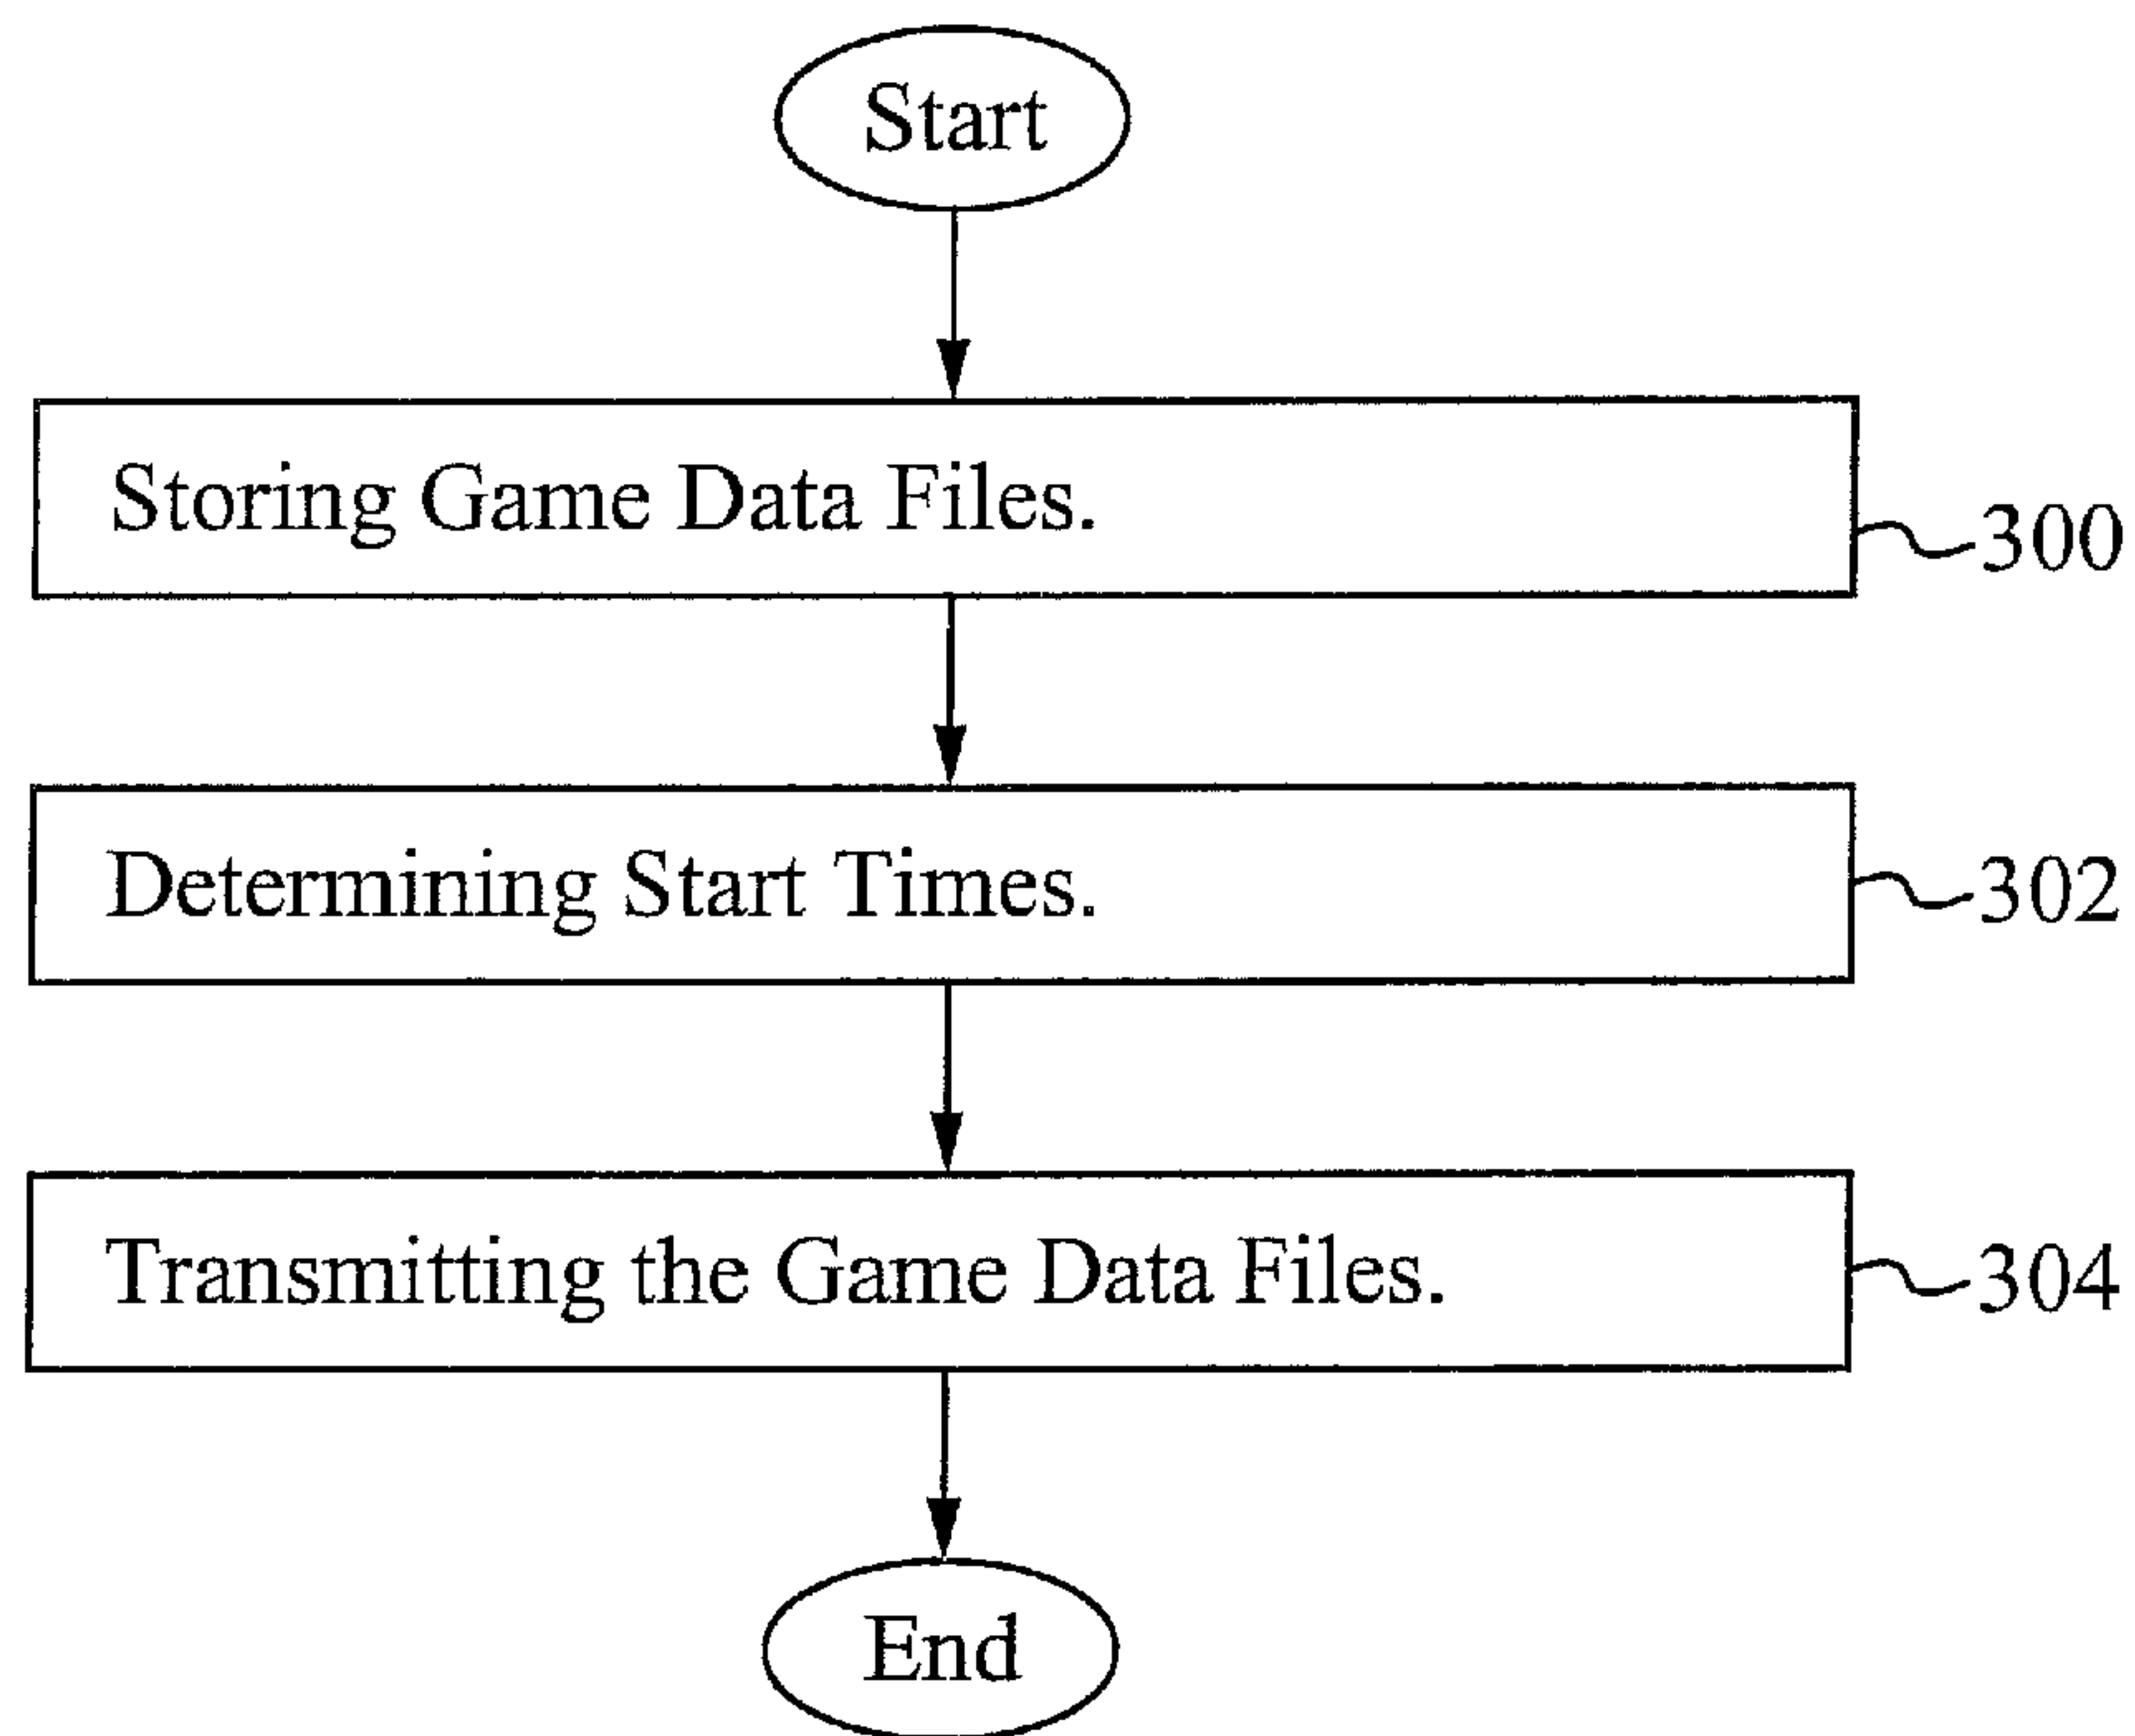 Start
Storing Game Data Files.
300
Determining Start Times.
302
Transmitting the Game Data Files.
304
End